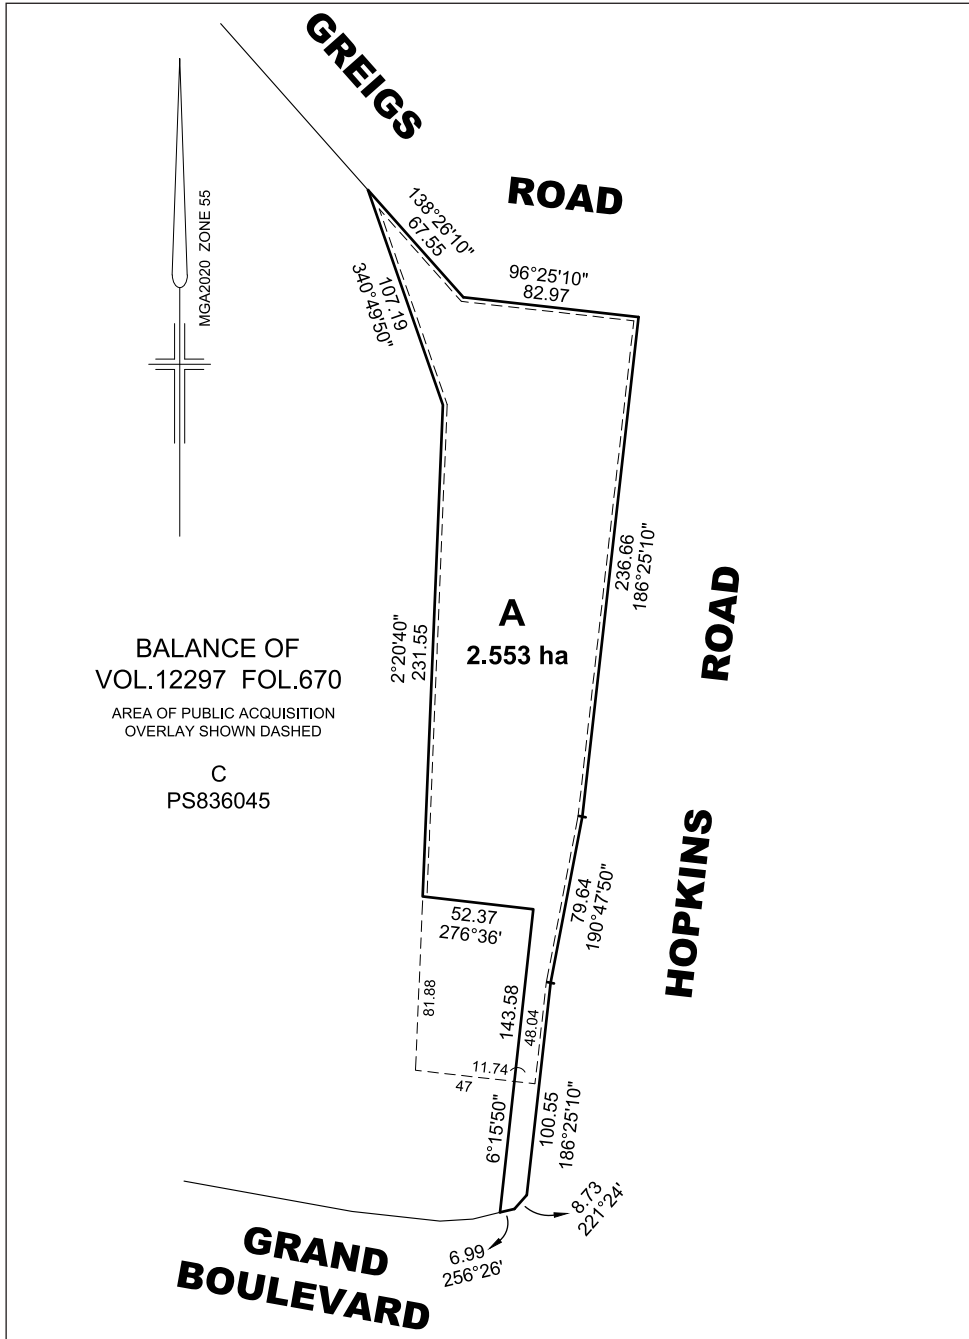 GREIGS
ROAD
MGA2020 ZONE 55
138°26'10"
67.55
96°25'10"
82.97
107.19
340°49'50"
236.66
186°25'10"
ROAD
A
2.553 ha
2°20'40"
231.55
BALANCE OF
VOL.12297 FOL.670
AREA OF PUBLIC ACQUISITION
OVERLAY SHOWN DASHED
C
PS836045
HOPKINS
79.64
190°47'50"
52.37
276°36'
81.88
143.58
48.04
11.74
47
6°15'50"
100.55
186°25'10"
8.73
221°24'
6.99
256°26'
GRAND
BOULEVARD